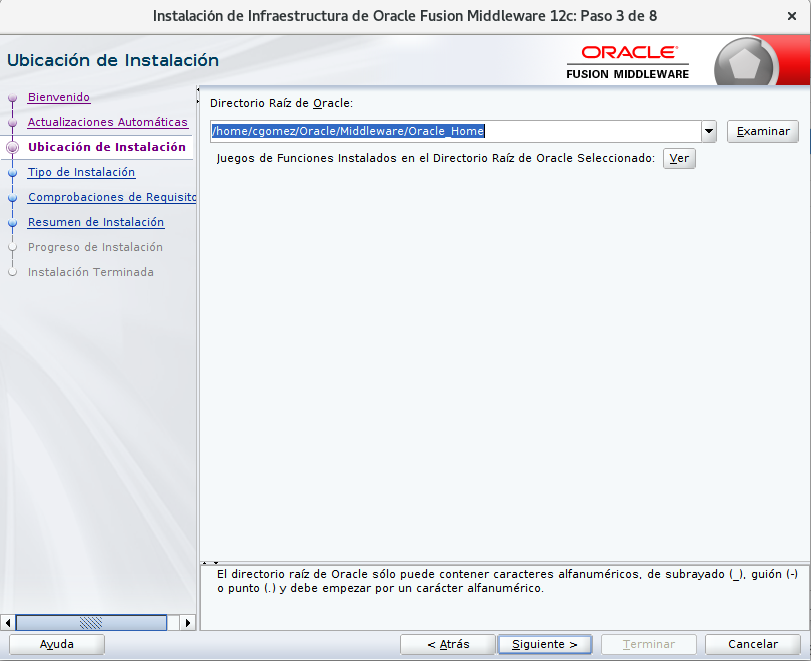 Instalación de Infraestructura de Oracle Fusion Middleware 12c: Paso 3 de 8
Ubicación de Instalación
ORACLE
FUSION MIDDLEWARE
Bienvenido
Actualizaciones Automáticas
Ubicación de Instalación
Tipo de Instalación
Comprobaciones de Requisito
Resumen de Instalación
Progreso de Instalación
Instalación Terminada
Directorio Raíz de Oracle:
/home/cgomez/Oracle/Middleware/Oracle_Home
Examinar
Juegos de Funciones Instalados en el Directorio Raíz de Oracle Seleccionado:
Ver
El directorio raíz de Oracle sólo puede contener caracteres alfanuméricos, de subrayado (_), guión (-)
o punto (.) y debe empezar por un carácter alfanumérico.
Ayuda
< Atrás
Siguiente >
Terminar
Cancelar